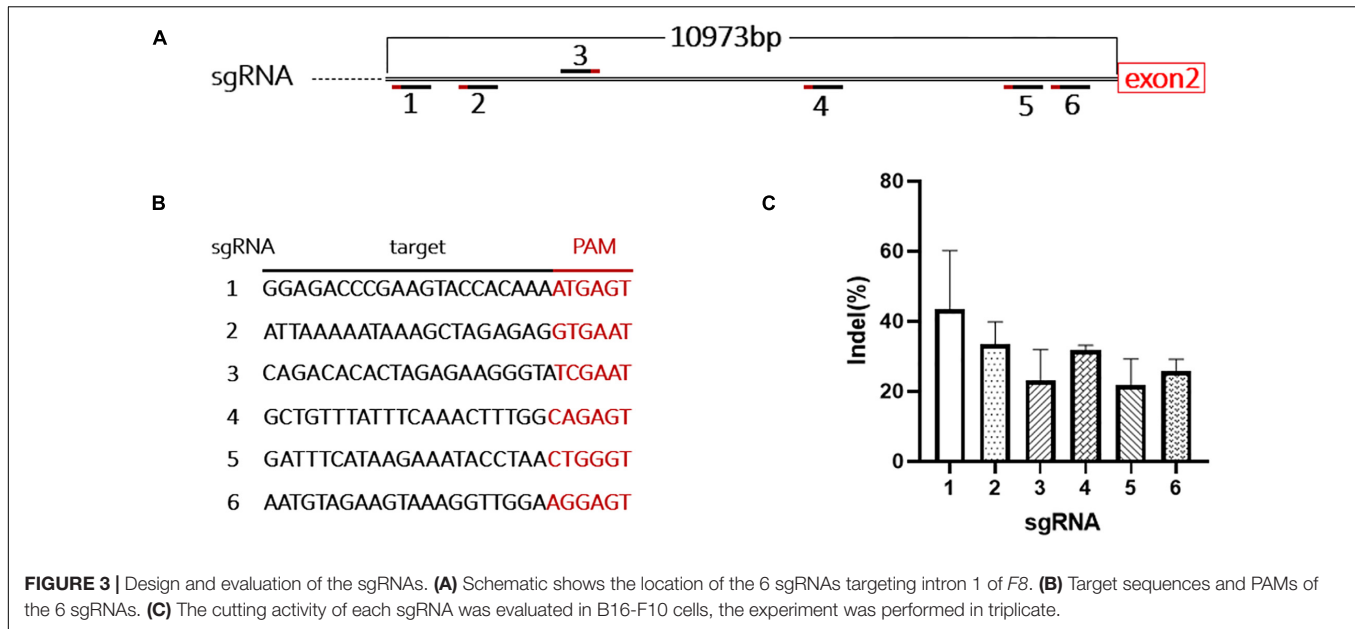 A
10973bp
3
sgRNA
exon2
1 2 4 5 6
B
sgRNA target PAM
1 GGAGACCCGAAGTACCACAAAATGAGT
2 ATTAAAAATAAAGCTAGAGAGGTGAAT
3 CAGACACACTAGAGAAGGGTATCGAAT
4 GCTGTTTATTTCAAACTTTGGCAGAGT
5 GATTTCATAAGAAATACCTAACTGGGT
6 AATGTAGAAGTAAAGGTTGGAAGGAGT
C
80
60
40
20
0
Indel(%)
1 2 3 4 5 6
sgRNA
FIGURE 3 | Design and evaluation of the sgRNAs. (A) Schematic shows the location of the 6 sgRNAs targeting intron 1 of F8. (B) Target sequences and PAMs of
the 6 sgRNAs. (C) The cutting activity of each sgRNA was evaluated in B16-F10 cells, the experiment was performed in triplicate.